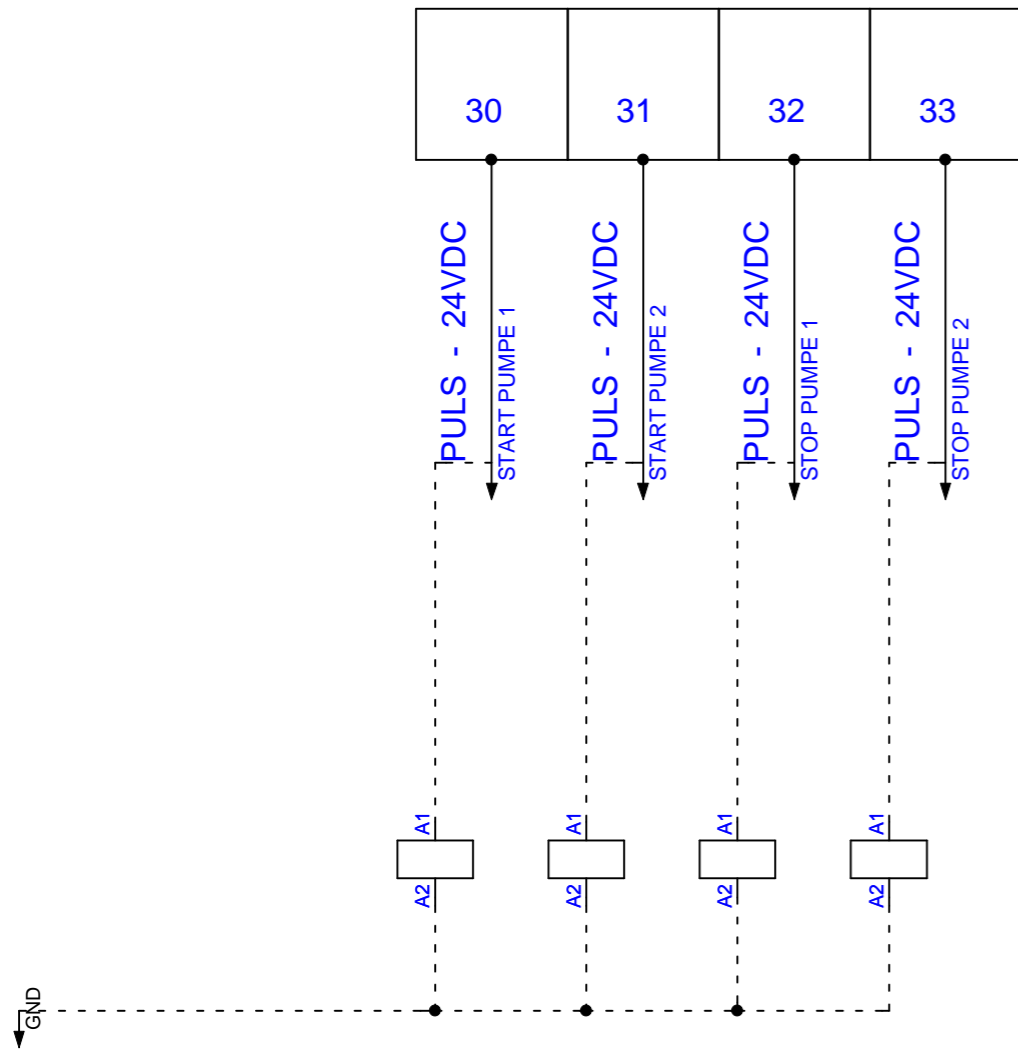 30
31
32
33
PULS - 24VDC
START PUMPE 1
PULS - 24VDC
START PUMPE 2
PULS - 24VDC
STOP PUMPE 1
PULS - 24VDC
STOP PUMPE 2
A1
A1
A1
A1
A2
A2
A2
A2
GND